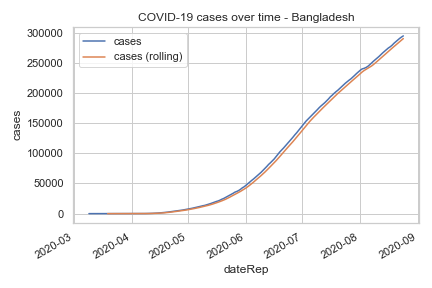 COVID-19 cases over time - Bangladesh
cases
cases (rolling)
300000
250000
200000
150000
100000
50000
0
cases
2020-03
2020-04
2020-05
2020-06
2020-07
2020-08
2020-09
dateRep